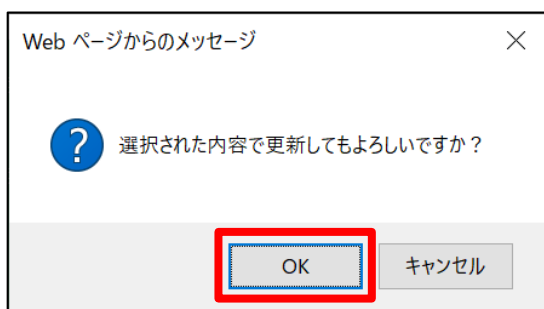 Web ページからのメッセージ
選択された内容で更新してもよろしいですか？
OK
キャンセル